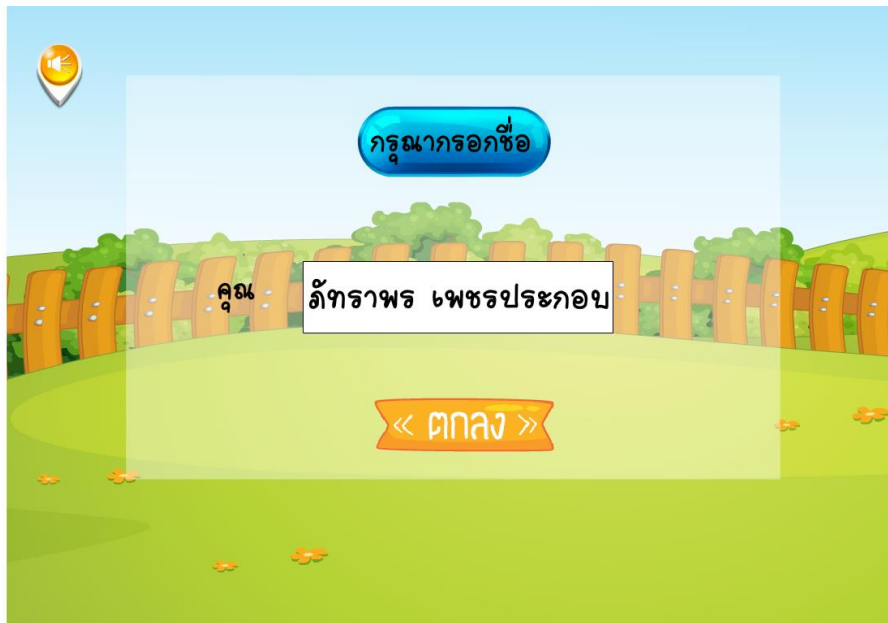 กรุณากรอกชื่อ
คุณ ภัทราพร เพชรประกอบ
« ตกลง »